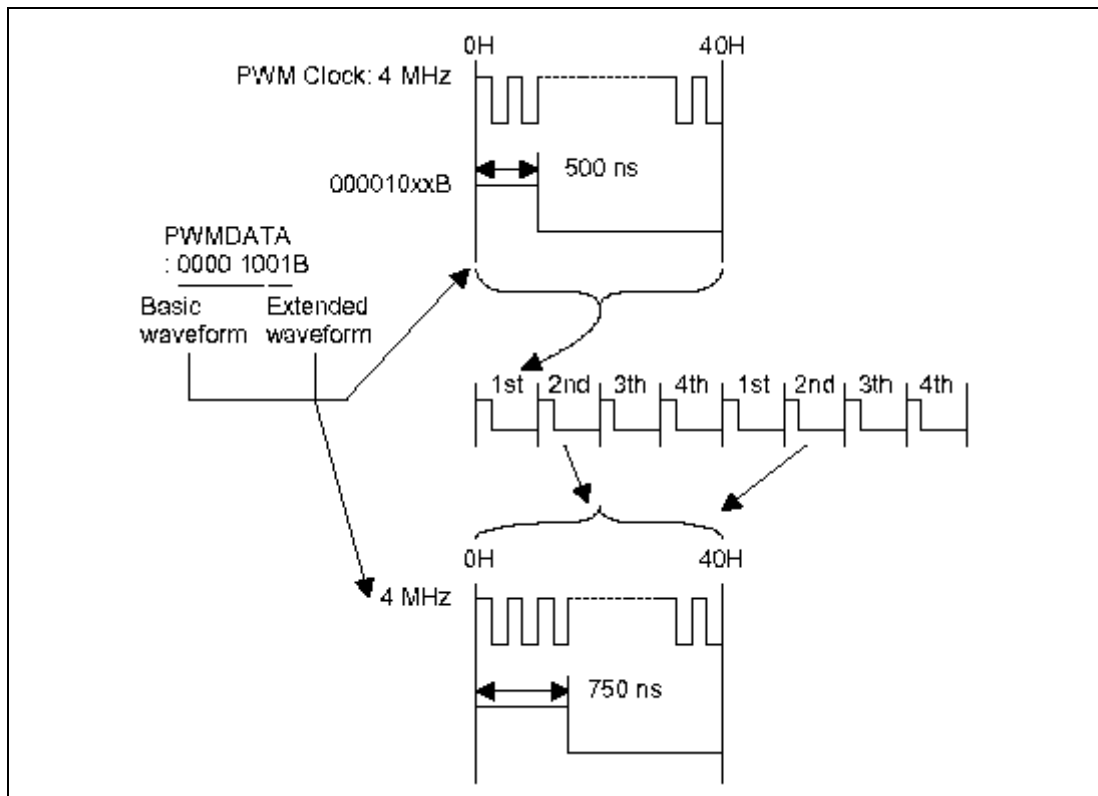 0H 40H
PWM Clock: 4 MHz
500 ns
000010xxB
PWMDATA
: 0000 1001B
Basic waveform
Extended waveform
1st 2nd 3th 4th 1st 2nd 3th 4th
0H 40H
4 MHz
750 ns